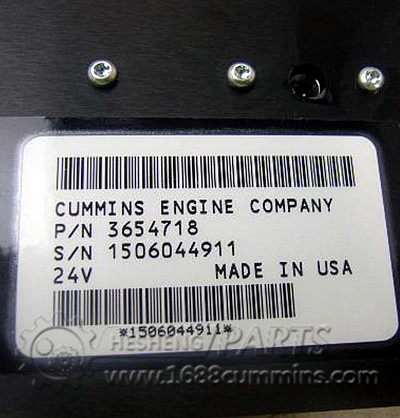 CUMMINS ENGINE COMPANY
P/N 3654718
S/N 1506044911
24V MADE IN USA
*1506044911*
HESHENG/PARTS
www.1688cummins.com